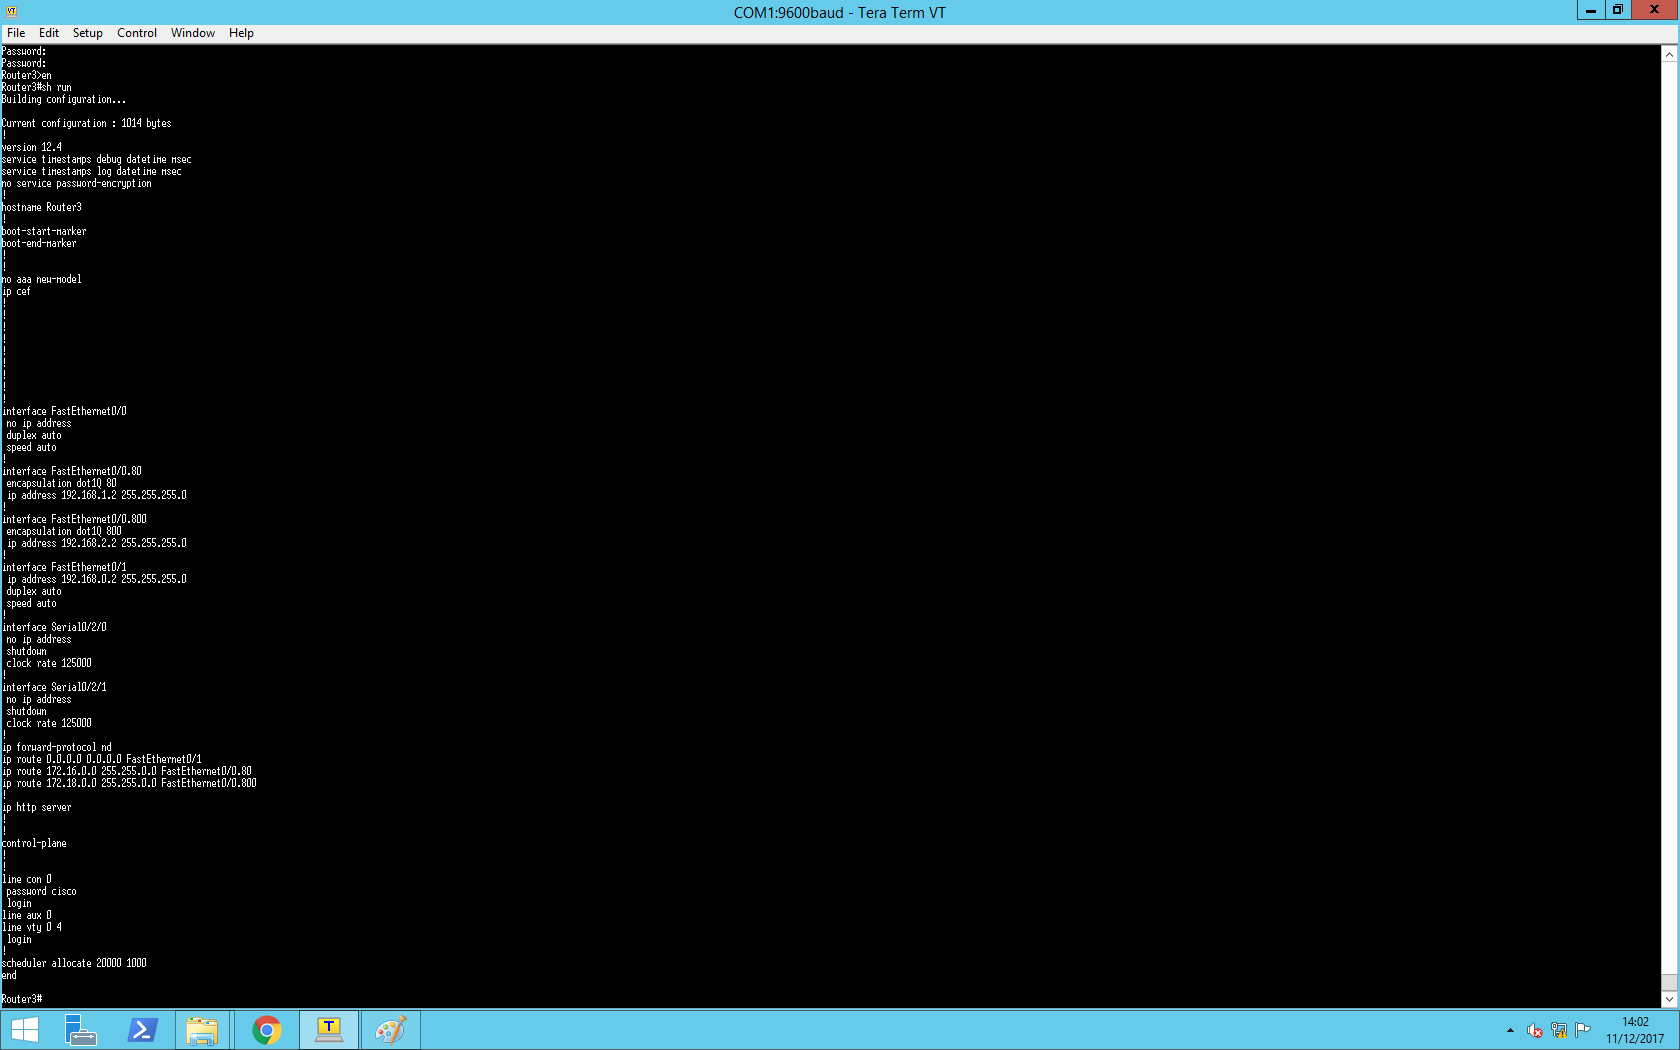 COM1:9600baud - Tera Term VT
File Edit Setup Control Window Help
Password:
Password:
Router3>en
Router3#sh run
Building configuration...
Current configuration : 1014 bytes
!
version 12.4
service timestamps debug datetime msec
service timestamps log datetime msec
no service password-encryption
!
hostname Router3
!
boot-start-marker
boot-end-marker
!
!
no aaa new-model
ip cef
!
!
!
!
!
!
!
!
!
interface FastEthernet0/0
no ip address
duplex auto
speed auto
!
interface FastEthernet0/0.80
encapsulation dot1Q 80
ip address 192.168.1.2 255.255.255.0
!
interface FastEthernet0/0.800
encapsulation dot1Q 800
ip address 192.168.2.2 255.255.255.0
!
interface FastEthernet0/1
ip address 192.168.0.2 255.255.255.0
duplex auto
speed auto
!
interface Serial0/2/0
no ip address
shutdown
clock rate 125000
!
interface Serial0/2/1
no ip address
shutdown
clock rate 125000
!
ip forward-protocol nd
ip route 0.0.0.0 0.0.0.0 FastEthernet0/1
ip route 172.16.0.0 255.255.0.0 FastEthernet0/0.80
ip route 172.18.0.0 255.255.0.0 FastEthernet0/0.800
!
ip http server
!
!
control-plane
!
!
line con 0
password cisco
login
line aux 0
line vty 0 4
login
!
scheduler allocate 20000 1000
end
Router3#
14:02
11/12/2017